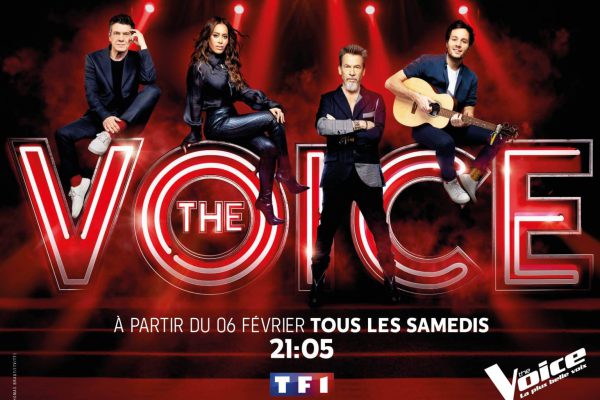 THE
VOICE
À PARTIR DU 06 FÉVRIER TOUS LES SAMEDIS
21:05
TF1
the
Voice
La plus belle voix